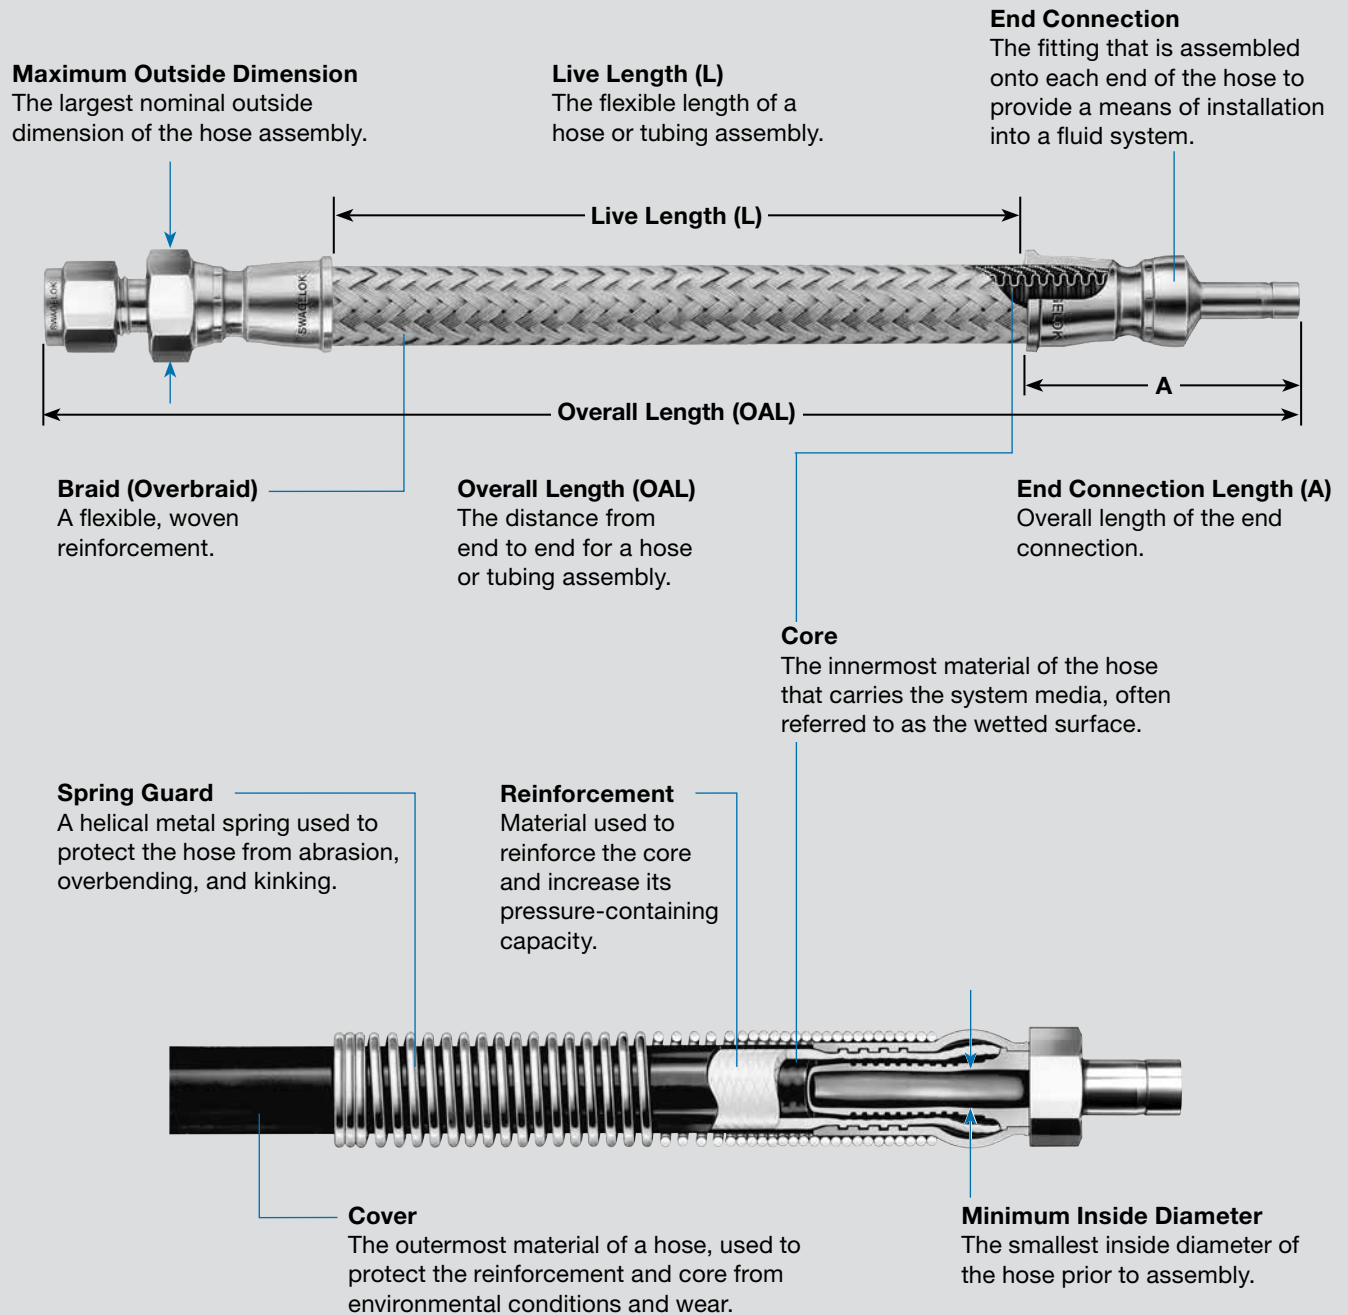 Maximum Outside Dimension
The largest nominal outside
dimension of the hose assembly.
Live Length (L)
The flexible length of a
hose or tubing assembly.
End Connection
The fitting that is assembled
onto each end of the hose to
provide a means of installation
into a fluid system.
Live Length (L)
SWAGELOK
SWAGELOK
GELOK
A
Overall Length (OAL)
Braid (Overbraid)
A flexible, woven
reinforcement.
Overall Length (OAL)
The distance from
end to end for a hose
or tubing assembly.
End Connection Length (A)
Overall length of the end
connection.
Core
The innermost material of the hose
that carries the system media, often
referred to as the wetted surface.
Spring Guard
A helical metal spring used to
protect the hose from abrasion,
overbending, and kinking.
Reinforcement
Material used to
reinforce the core
and increase its
pressure-containing
capacity.
Cover
The outermost material of a hose, used to
protect the reinforcement and core from
environmental conditions and wear.
Minimum Inside Diameter
The smallest inside diameter of
the hose prior to assembly.